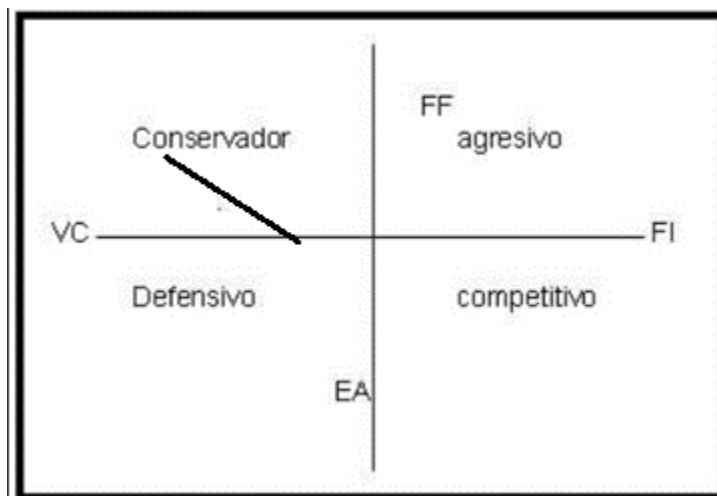 FF
Conservador
agresivo
VC
FI
Defensivo
competitivo
EA